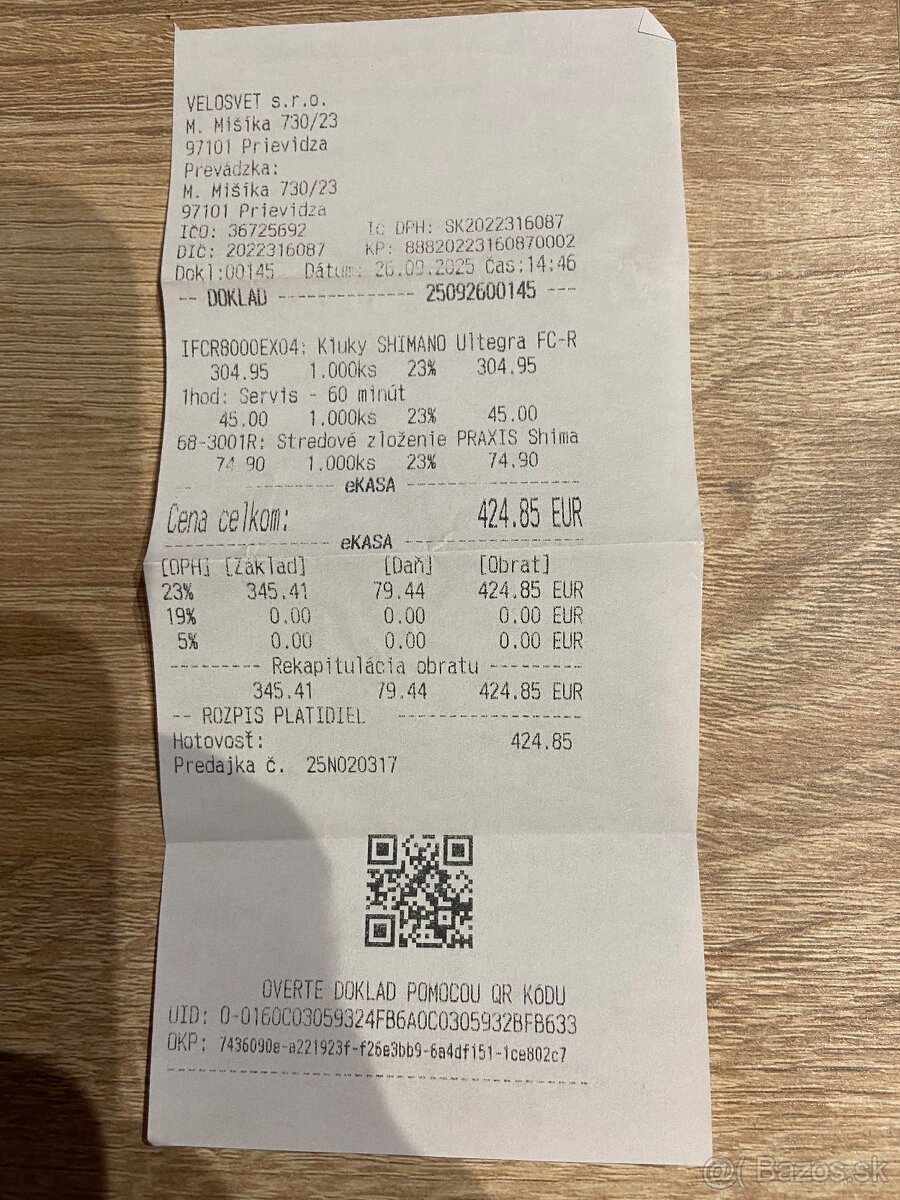 VELOSVET s.r.o.
M. Mišíka 730/23
97101 Prievidza
Prevádzka:
M. Mišíka 730/23
97101 Prievidza
IČO: 36725692 Ič DPH: SK2022316087
DIČ: 2022316087 KP: 88820223160870002
Dokl:00145 Dátum: 26.09.2025 Čas:14:46
-- DOKLAD ---------------- 25092600145 ---
IFCR8000EX04: Kľuky SHIMANO Ultegra FC-R
304.95 1.000ks 23% 304.95
1hod: Servis - 60 minút
45.00 1.000ks 23% 45.00
68-3001R: Stredové zloženie PRAXIS Shima
74.90 1.000ks 23% 74.90
------------------ eKASA ------------------
Cena celkom: 424.85 EUR
------------------ eKASA ------------------
[DPH] [Základ] [Daň] [Obrat]
23% 345.41 79.44 424.85 EUR
19% 0.00 0.00 0.00 EUR
5% 0.00 0.00 0.00 EUR
---------- Rekapitulácia obratu ----------
345.41 79.44 424.85 EUR
-- ROZPIS PLATIDIEL ------------------
Hotovosť: 424.85
Predajka č. 25N020317
OVERTE DOKLAD POMOCOU QR KÓDU
UID: O-0160C03059324FB6A0C0305932BFB633
OKP: 7436090e-a221923f-f26e3bb9-6a4df151-1ce802c7
------------------------------------------
@( Bazos.sk